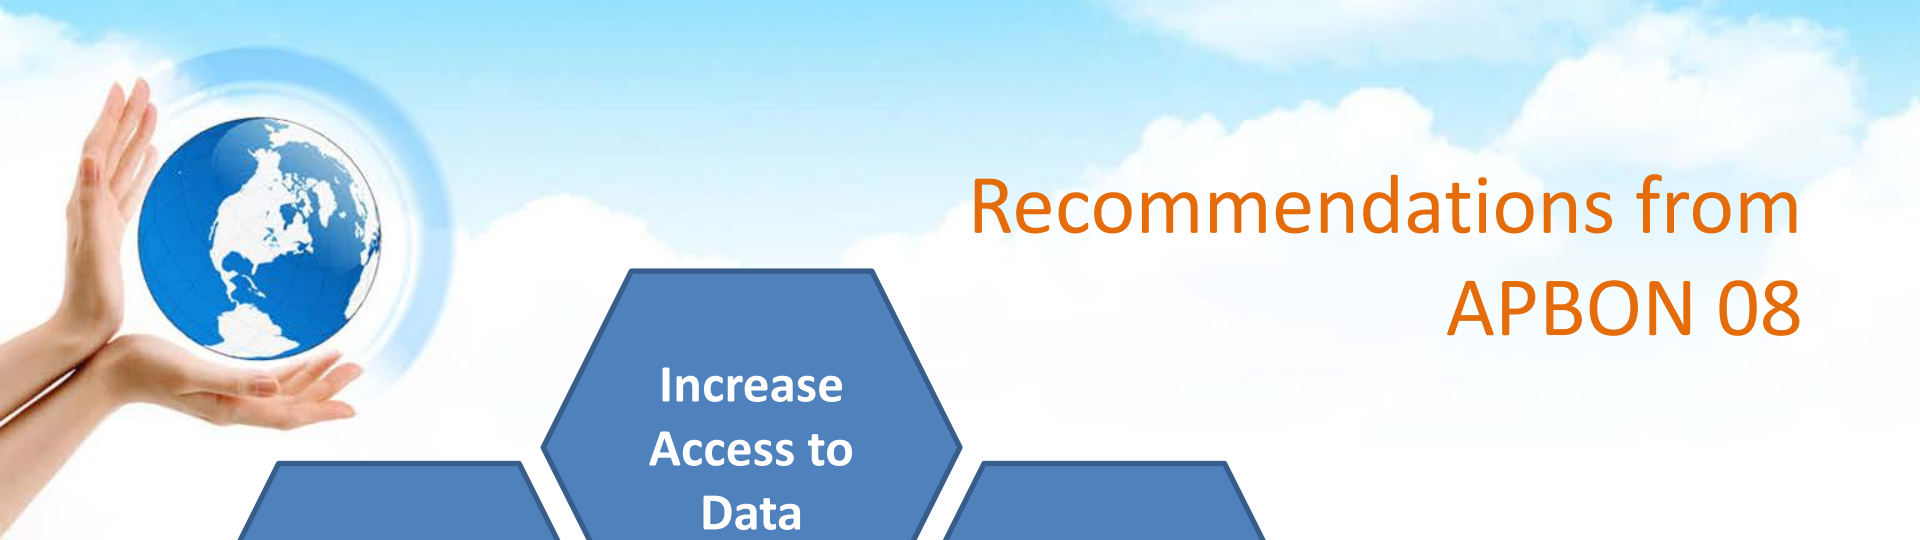 Recommendations from
APBON 08
Increase
Access to
Data